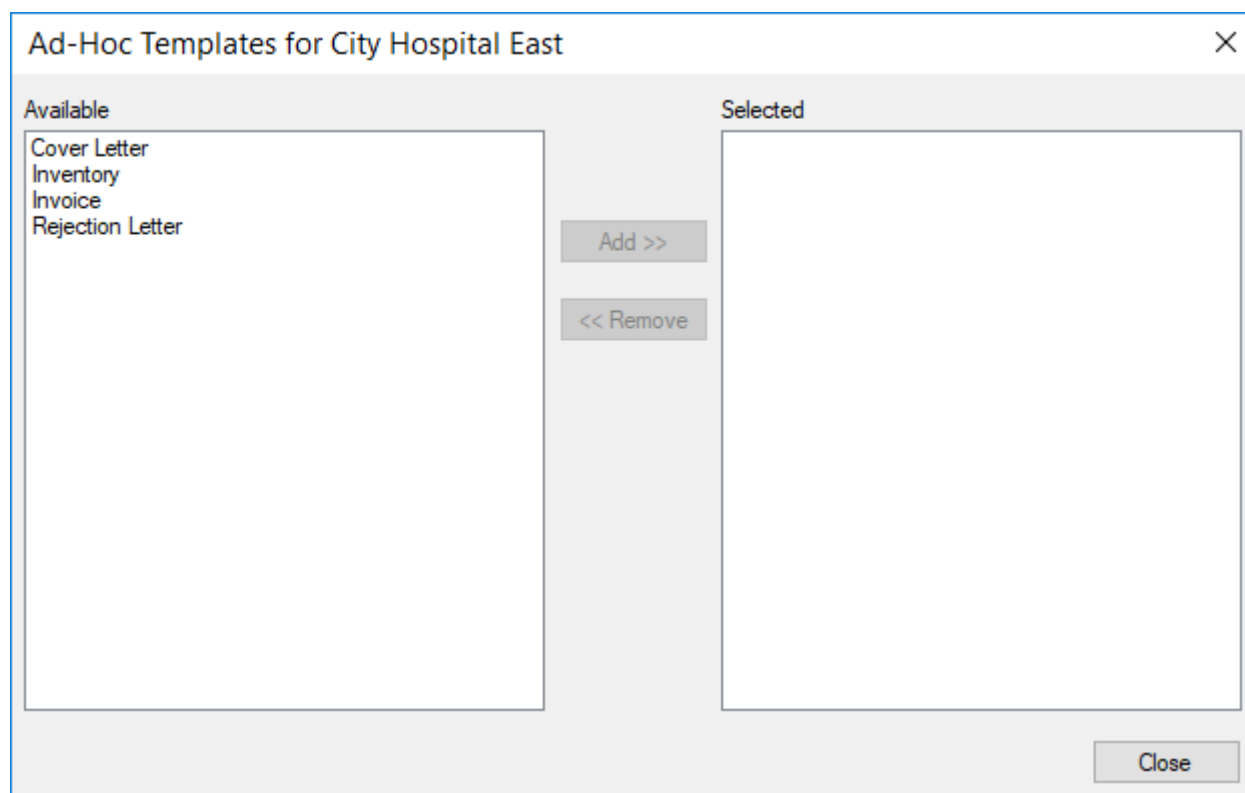 Ad-Hoc Templates for City Hospital East
Available
Selected
Cover Letter
Inventory
Invoice
Rejection Letter
Add >>
<< Remove
Close